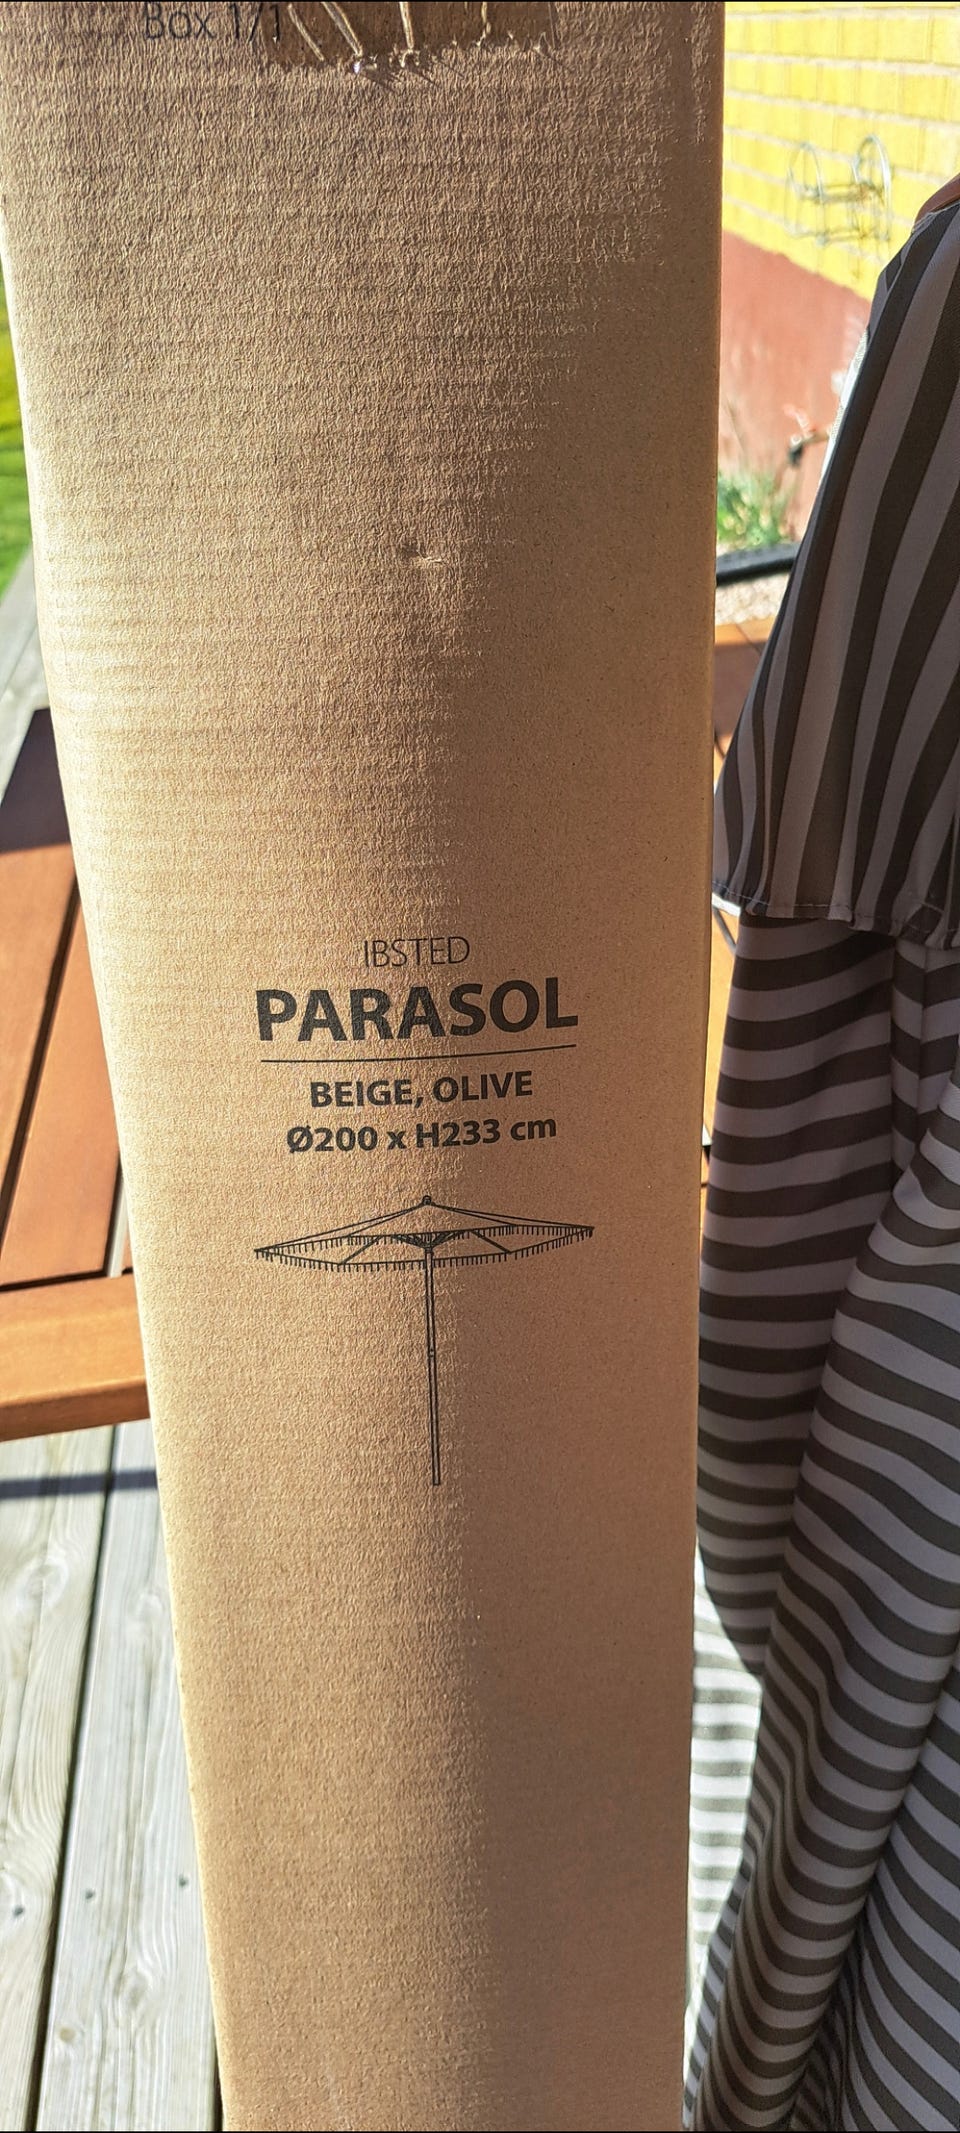 Box 1/1
IBSTED
PARASOL
BEIGE, OLIVE
Ø200 x H233 cm